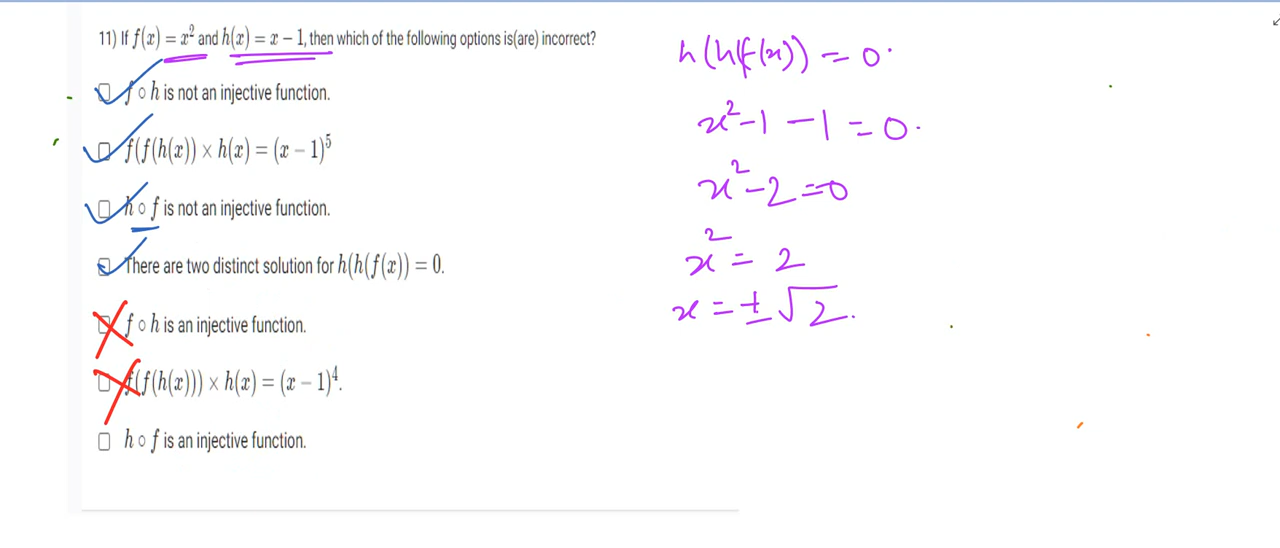 11) If f(x) = x² and h(x) = x − 1, then which of the following options is(are) incorrect?
f ∘ h is not an injective function.
f(f(h(x)) × h(x) = (x − 1)⁵
h ∘ f is not an injective function.
There are two distinct solution for h(h(f(x)) = 0.
f ∘ h is an injective function.
f(f(h(x))) × h(x) = (x − 1)⁴.
h ∘ f is an injective function.
h(h(f(x)) = 0.
x² − 1 − 1 = 0.
x² − 2 = 0
x² = 2
x = ± √2.